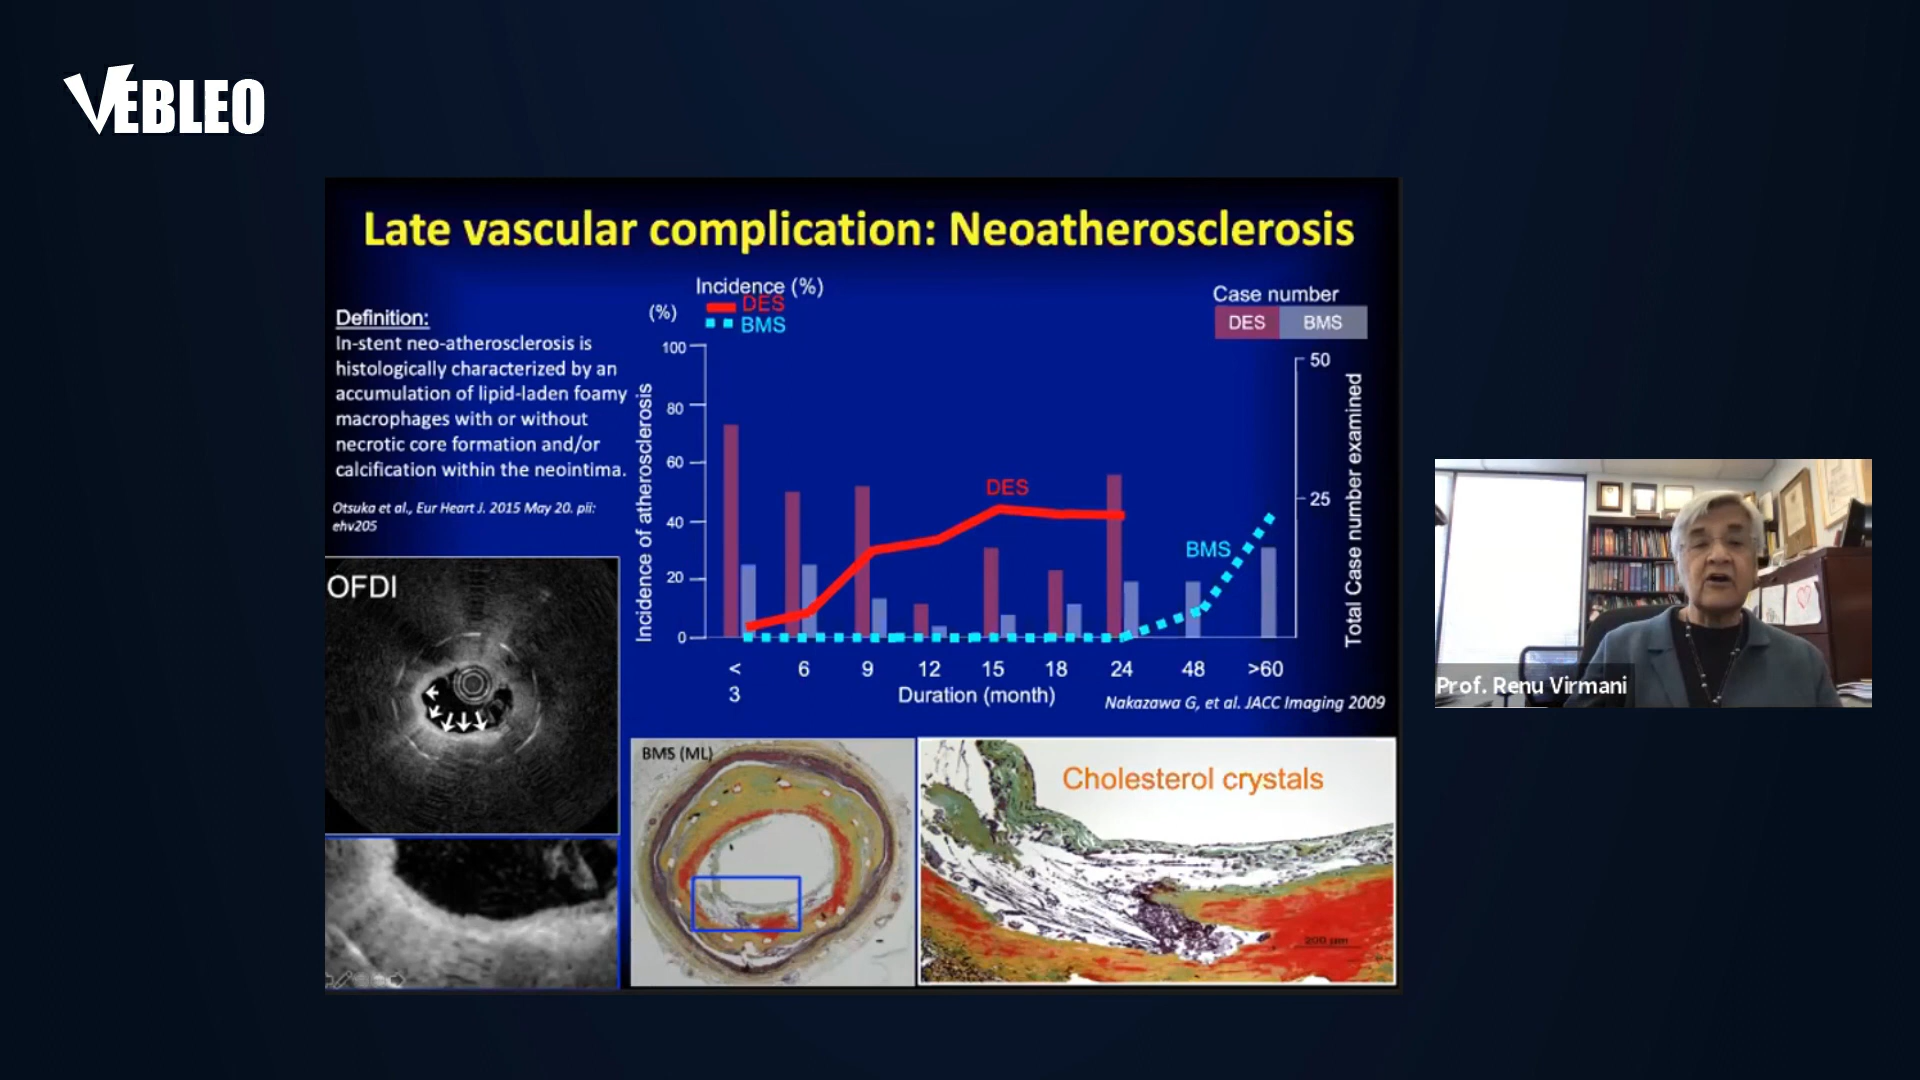 VEBLEO
Late vascular complication: Neoatherosclerosis
Definition:
In-stent neo-atherosclerosis is
histologically characterized by an
accumulation of lipid-laden foamy
macrophages with or without
necrotic core formation and/or
calcification within the neointima.
Otsuka et al., Eur Heart J. 2015 May 20. pii:
ehv205
Incidence (%)
DES
BMS
(%)
Incidence of atherosclerosis
100
80
60
40
20
0
DES
BMS
Case number
DES BMS
50
25
Total Case number examined
< 6 9 12 15 18 24 48 >60
3
Duration (month)
Nakazawa G, et al. JACC Imaging 2009
OFDI
BMS (ML)
Cholesterol crystals
200 µm
Prof. Renu Virmani